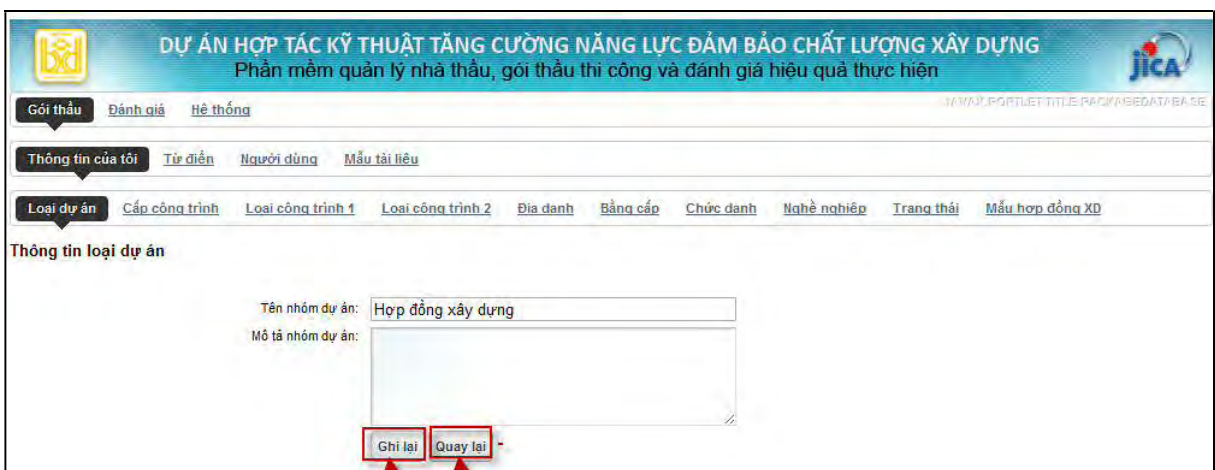 DỰ ÁN HỢP TÁC KỸ THUẬT TĂNG CƯỜNG NĂNG LỰC ĐẢM BẢO CHẤT LƯỢNG XÂY DỰNG
Phần mềm quản lý nhà thầu, gói thầu thi công và đánh giá hiệu quả thực hiện
jica
Gói thầu Đánh giá Hệ thống
JAVAX.PORTLET.TITLE.PACKAGEDATABASE
Thông tin của tôi Từ điển Người dùng Mẫu tài liệu
Loại dự án Cấp công trình Loại công trình 1 Loại công trình 2 Địa danh Bằng cấp Chức danh Nghề nghiệp Trạng thái Mẫu hợp đồng XD
Thông tin loại dự án
Tên nhóm dự án: Hợp đồng xây dựng
Mô tả nhóm dự án:
Ghi lại Quay lại -